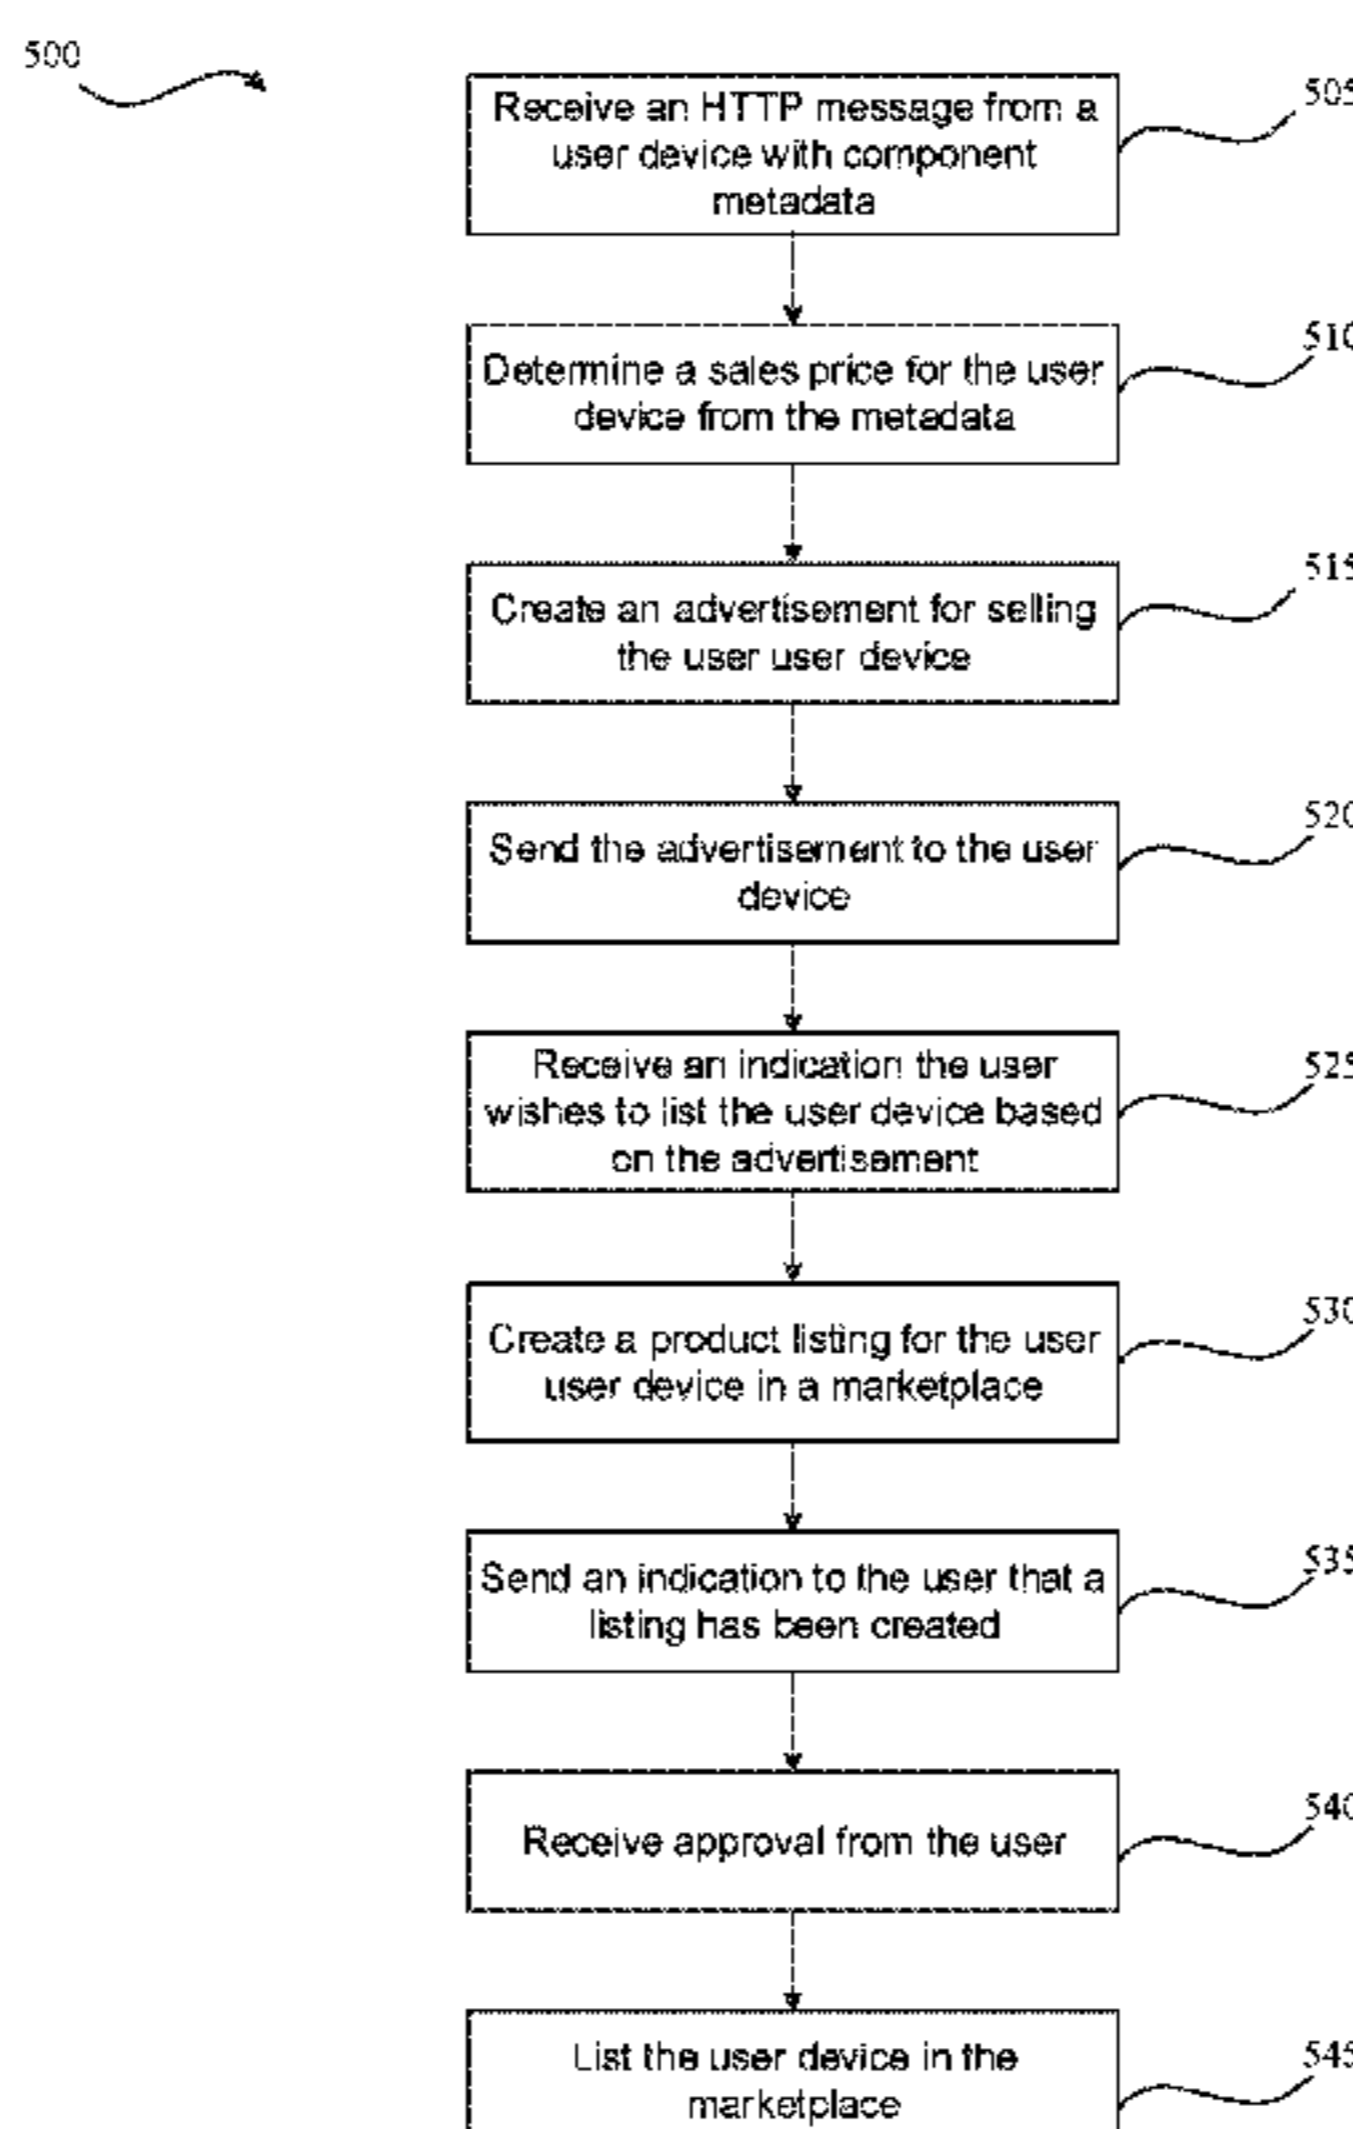 500
Receive an HTTP message from a
user device with component
metadata
505
Determine a sales price for the user
device from the metadata
510
Create an advertisement for selling
the user user device
515
Send the advertisement to the user
device
520
Receive an indication the user
wishes to list the user device based
on the advertisement
525
Create a product listing for the user
user device in a marketplace
530
Send an indication to the user that a
listing has been created
535
Receive approval from the user
540
List the user device in the
marketplace
545